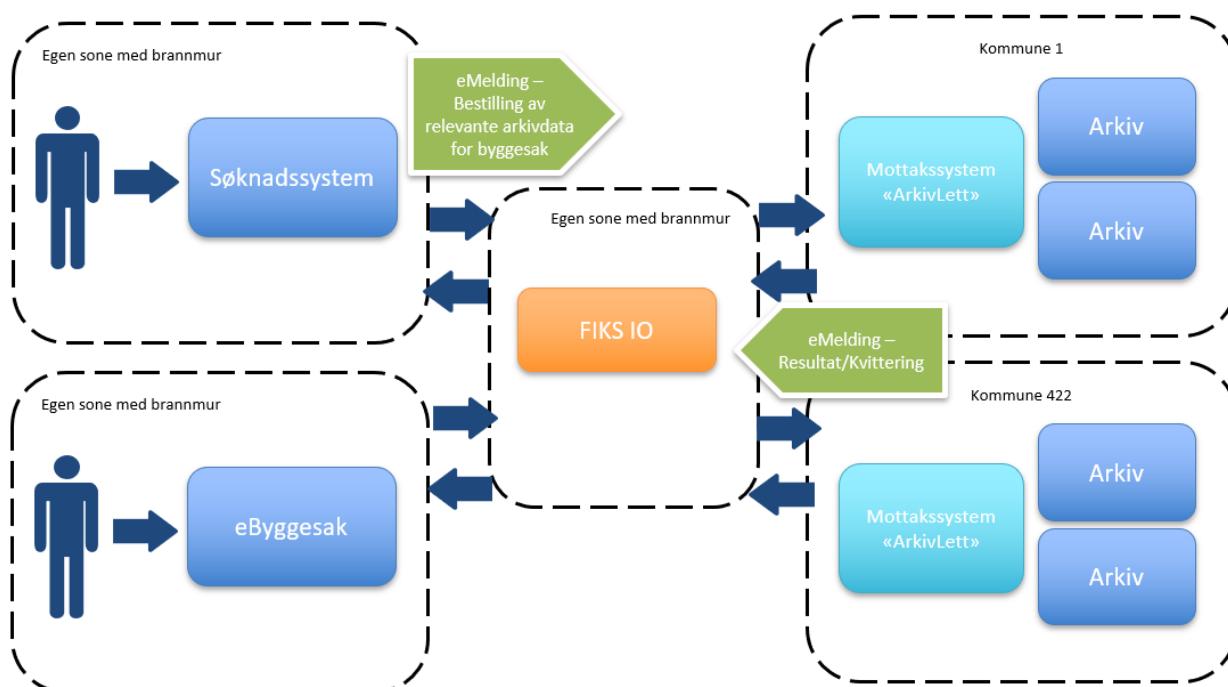 Egen sone med brannmur
Søknadssystem
eMelding –
Bestilling av
relevante arkivdata
for byggesak
Egen sone med brannmur
FIKS IO
Kommune 1
Mottakssystem
«ArkivLett»
Arkiv
Arkiv
eMelding –
Resultat/Kvittering
Egen sone med brannmur
eByggesak
Kommune 422
Mottakssystem
«ArkivLett»
Arkiv
Arkiv